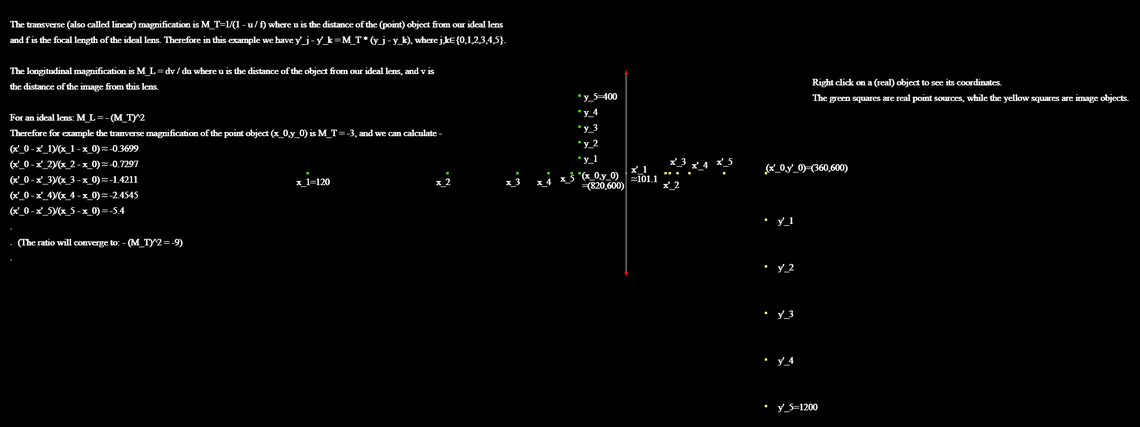 The transverse (also called linear) magnification is M_T=1/(1 - u / f) where u is the distance of the (point) object from our ideal lens
and f is the focal length of the ideal lens. Therefore in this example we have y'_j - y'_k = M_T * (y_j - y_k), where j,k∈{0,1,2,3,4,5}.
The longitudinal magnification is M_L = dv / du where u is the distance of the object from our ideal lens, and v is
the distance of the image from this lens.
For an ideal lens: M_L = - (M_T)^2
Therefore for example the tranverse magnification of the point object (x_0,y_0) is M_T = -3, and we can calculate -
(x'_0 - x'_1)/(x_1 - x_0) ≈ -0.3699
(x'_0 - x'_2)/(x_2 - x_0) ≈ -0.7297
(x'_0 - x'_3)/(x_3 - x_0) ≈ -1.4211
(x'_0 - x'_4)/(x_4 - x_0) ≈ -2.4545
(x'_0 - x'_5)/(x_5 - x_0) = -5.4
.
. (The ratio will converge to: - (M_T)^2 = -9)
.
Right click on a (real) object to see its coordinates.
The green squares are real point sources, while the yellow squares are image objects.
y_5=400
y_4
y_3
y_2
y_1
x_1=120
x_2
x_3
x_4
x_5
(x_0,y_0)
=(820,600)
x'_1
≈101.1
x'_2
x'_3
x'_4
x'_5
(x'_0,y'_0)=(360,600)
y'_1
y'_2
y'_3
y'_4
y'_5=1200